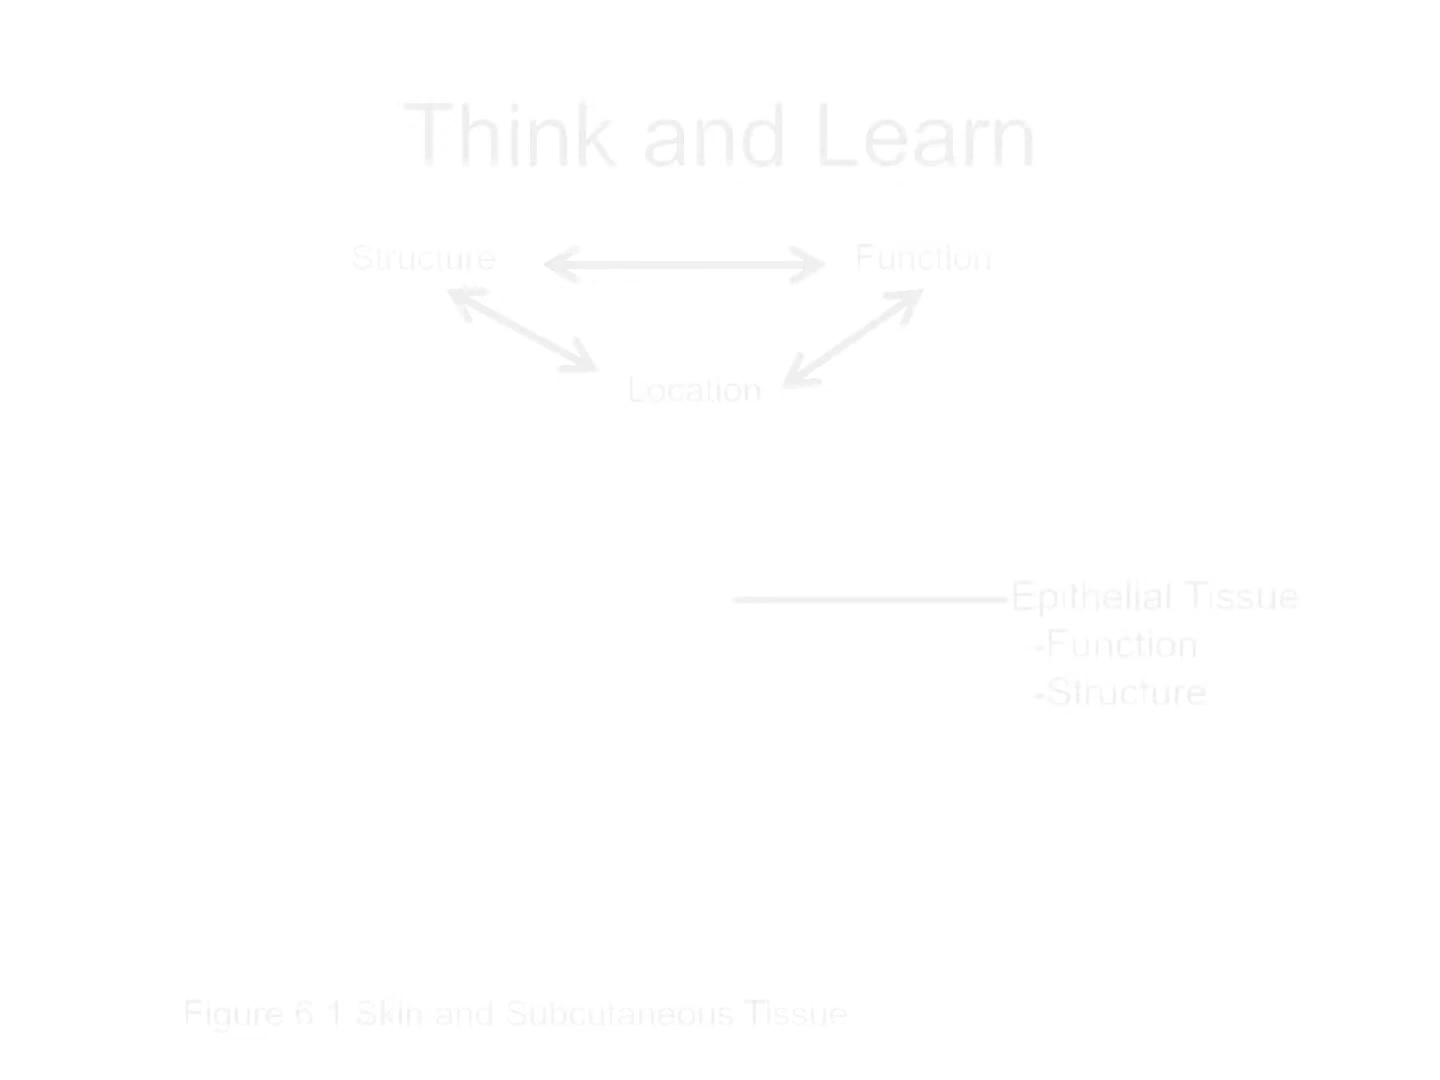 Think and Learn
Structure
Function
Location
Epithelial Tissue
-Function
-Structure
Figure 6.1 Skin and Subcutaneous Tissue